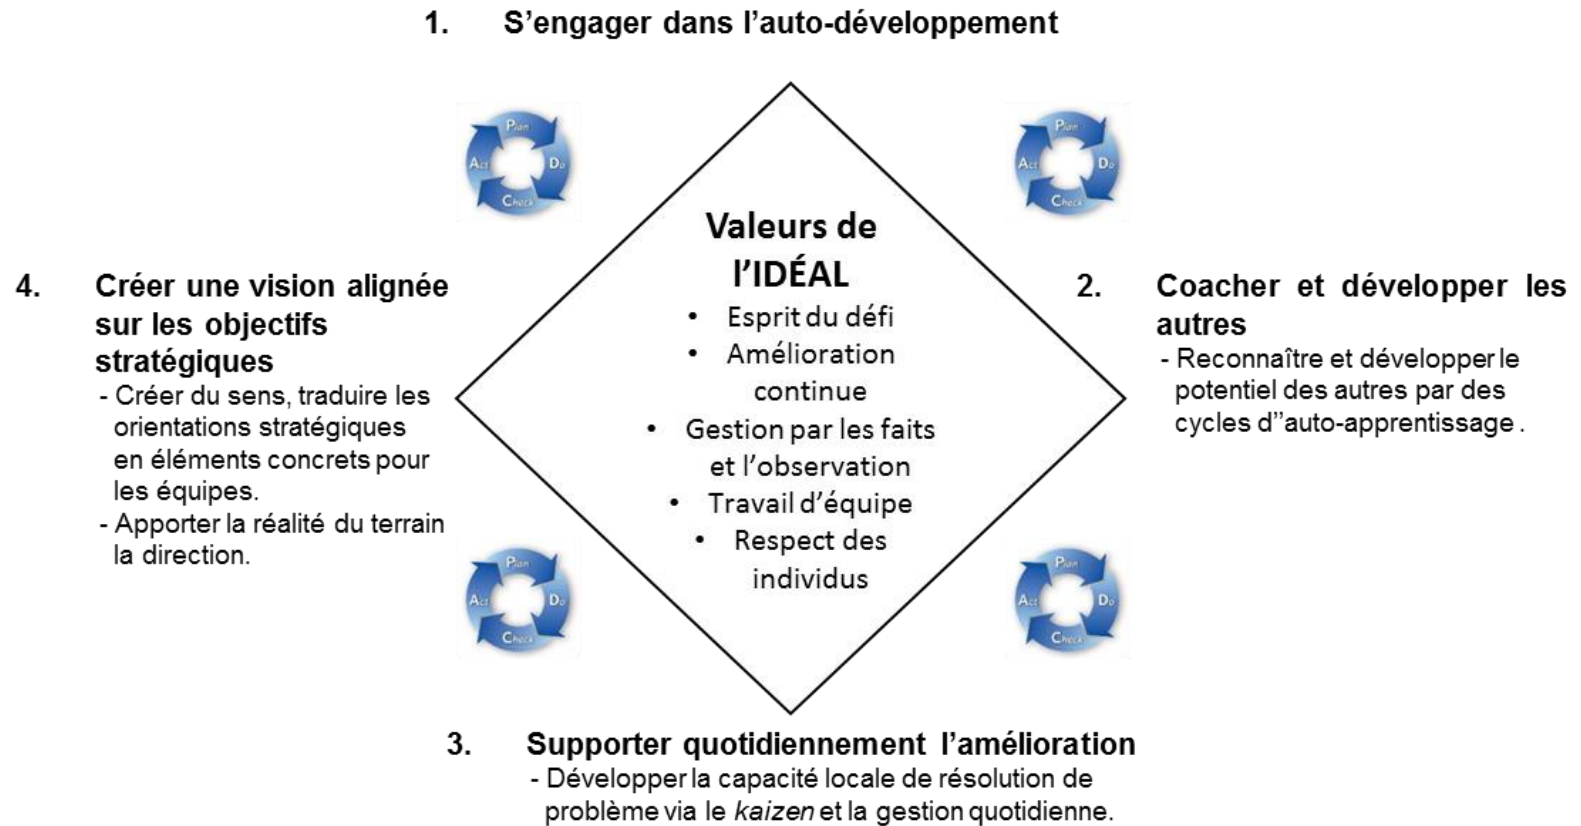 1. S'engager dans l'auto-développement
Plan
Do
Check
Act
Plan
Do
Check
Act
Valeurs de
l'IDÉAL
• Esprit du défi
• Amélioration
continue
• Gestion par les faits
et l'observation
• Travail d'équipe
• Respect des
individus
2. Coacher et développer les
autres
- Reconnaître et développer le
potentiel des autres par des
cycles d''auto-apprentissage .
Plan
Do
Check
Act
3. Supporter quotidiennement l'amélioration
- Développer la capacité locale de résolution de
problème via le kaizen et la gestion quotidienne.
Plan
Do
Check
Act
4. Créer une vision alignée
sur les objectifs
stratégiques
- Créer du sens, traduire les
orientations stratégiques
en éléments concrets pour
les équipes.
- Apporter la réalité du terrain
la direction.